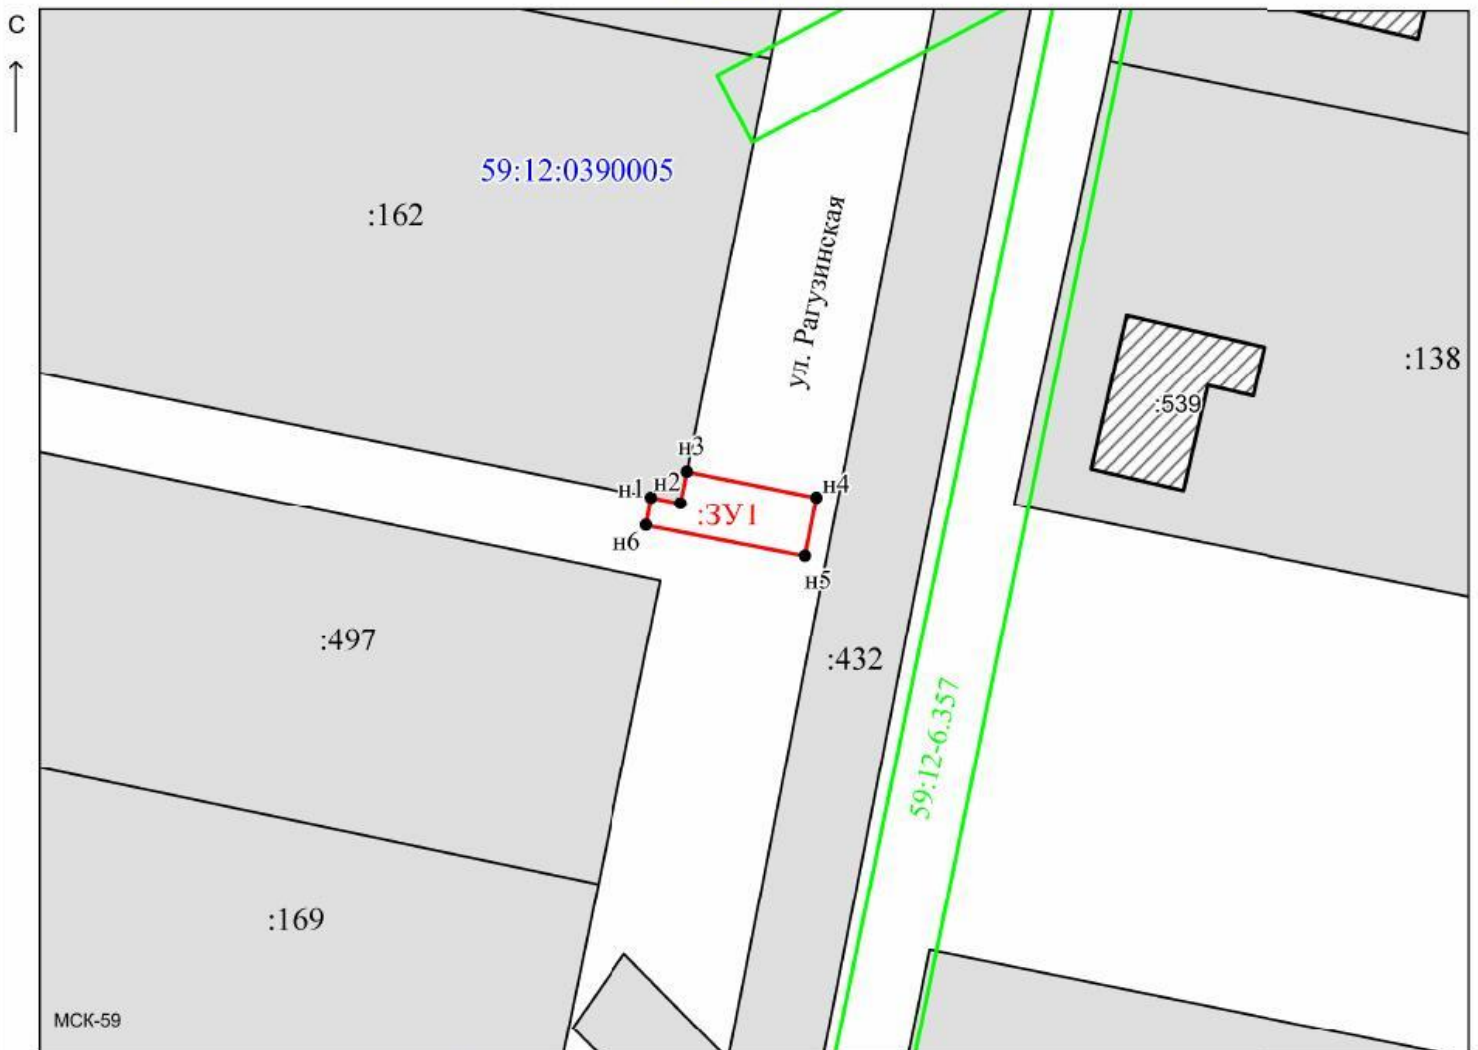 С
59:12:0390005
:162
ул. Рагузинская
:138
:539
н3
н1
н2
н4
:ЗУ1
н6
н5
:497
:432
59:12-6.357
:169
МСК-59